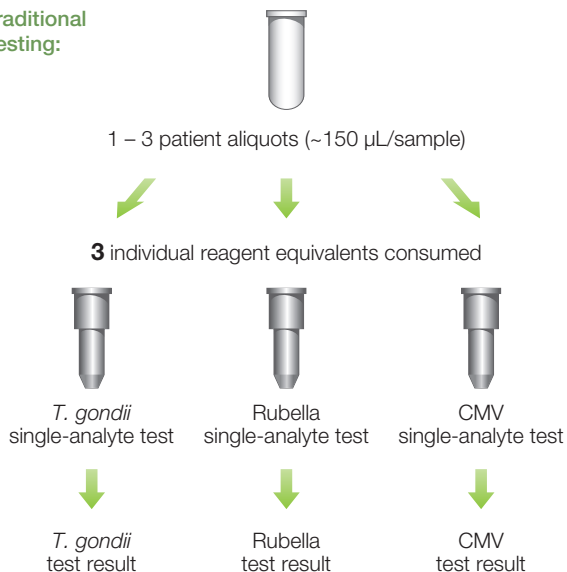 raditional
esting:
1 – 3 patient aliquots (~150 µL/sample)
3 individual reagent equivalents consumed
T. gondii
single-analyte test
Rubella
single-analyte test
CMV
single-analyte test
T. gondii
test result
Rubella
test result
CMV
test result